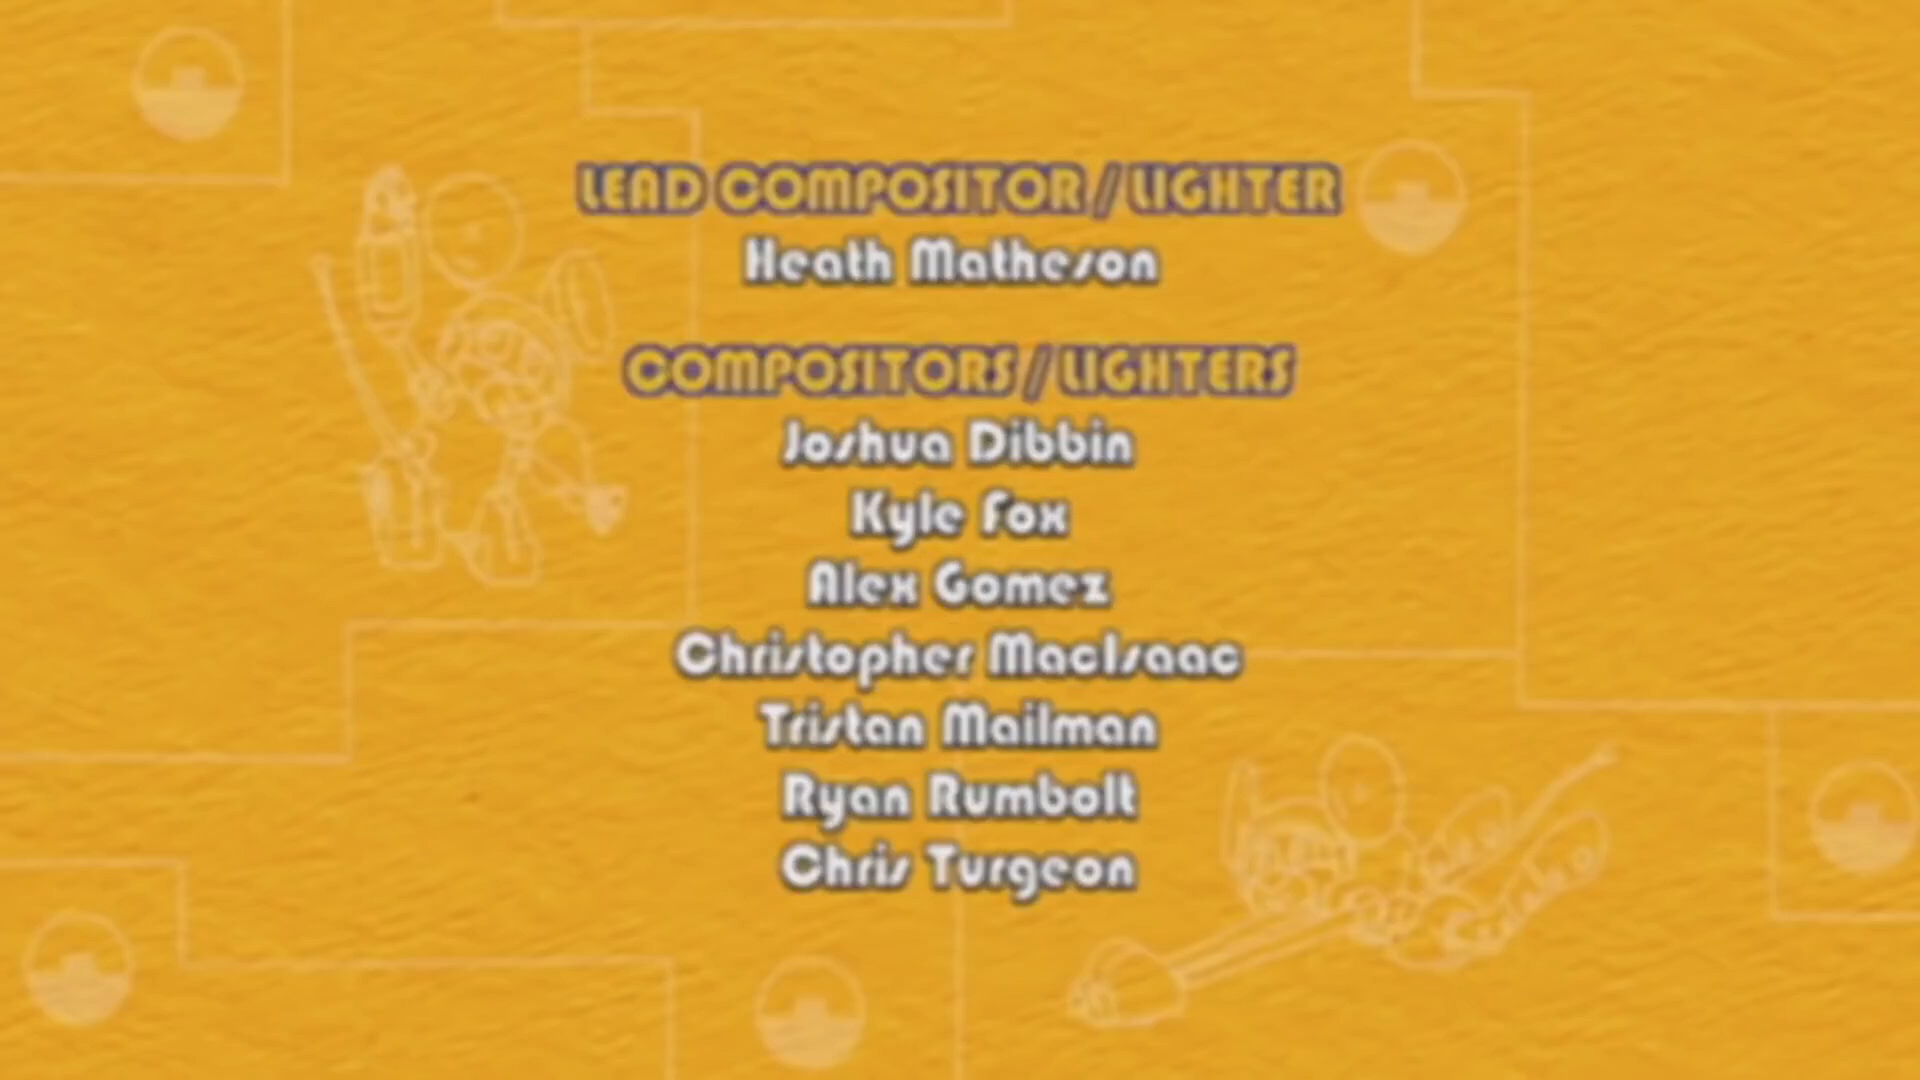 LEAD COMPOSITOR / LIGHTER
Heath Matheson
COMPOSITORS / LIGHTERS
Joshua Dibbin
Kyle Fox
Alex Gomez
Christopher MacIsaac
Tristan Mailman
Ryan Rumbolt
Chris Turgeon